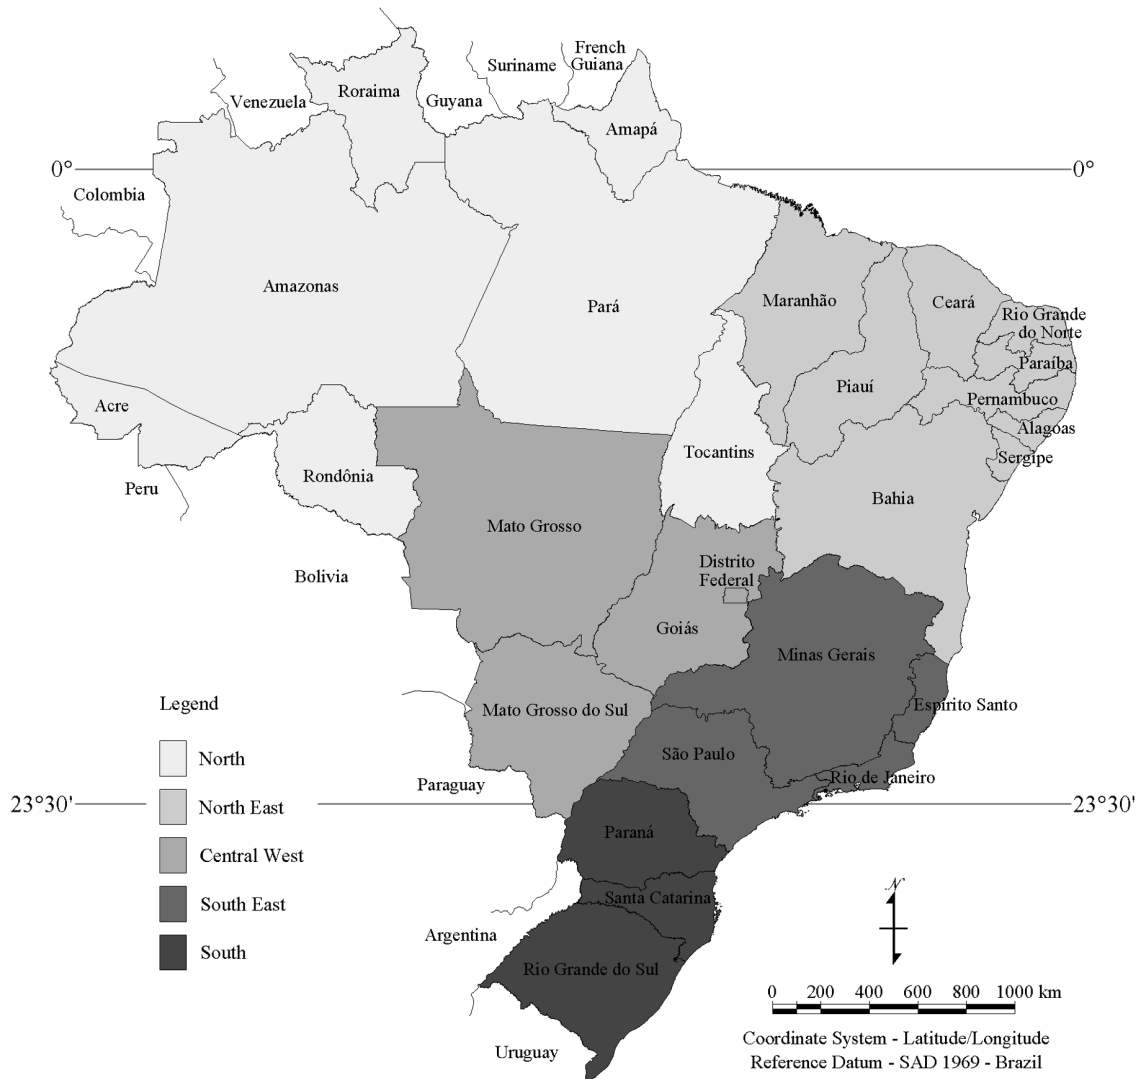 French
Guiana
Suriname
Roraima
Venezuela
Guyana
Amapá
0°
0°
Colombia
Amazonas
Pará
Maranhão
Ceará
Rio Grande
do Norte
Paraíba
Piauí
Pernambuco
Acre
Alagoas
Tocantins
Sergipe
Rondônia
Peru
Bahia
Mato Grosso
Distrito
Federal
Bolivia
Goiás
Minas Gerais
Legend
Mato Grosso do Sul
Espírito Santo
São Paulo
North
Rio de Janeiro
Paraguay
23°30'
North East
23°30'
Paraná
Central West
Santa Catarina
South East
N
Argentina
South
Rio Grande do Sul
0 200 400 600 800 1000 km
Coordinate System - Latitude/Longitude
Uruguay
Reference Datum - SAD 1969 - Brazil